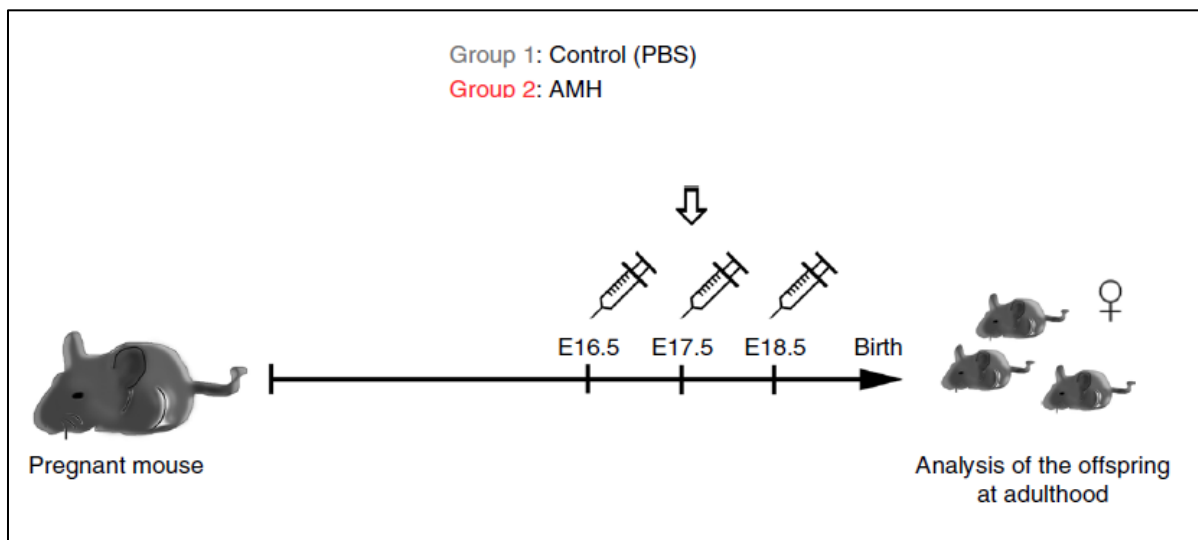 Group 1: Control (PBS)
Group 2: AMH
E16.5 E17.5 E18.5 Birth
Pregnant mouse
Analysis of the offspring
at adulthood